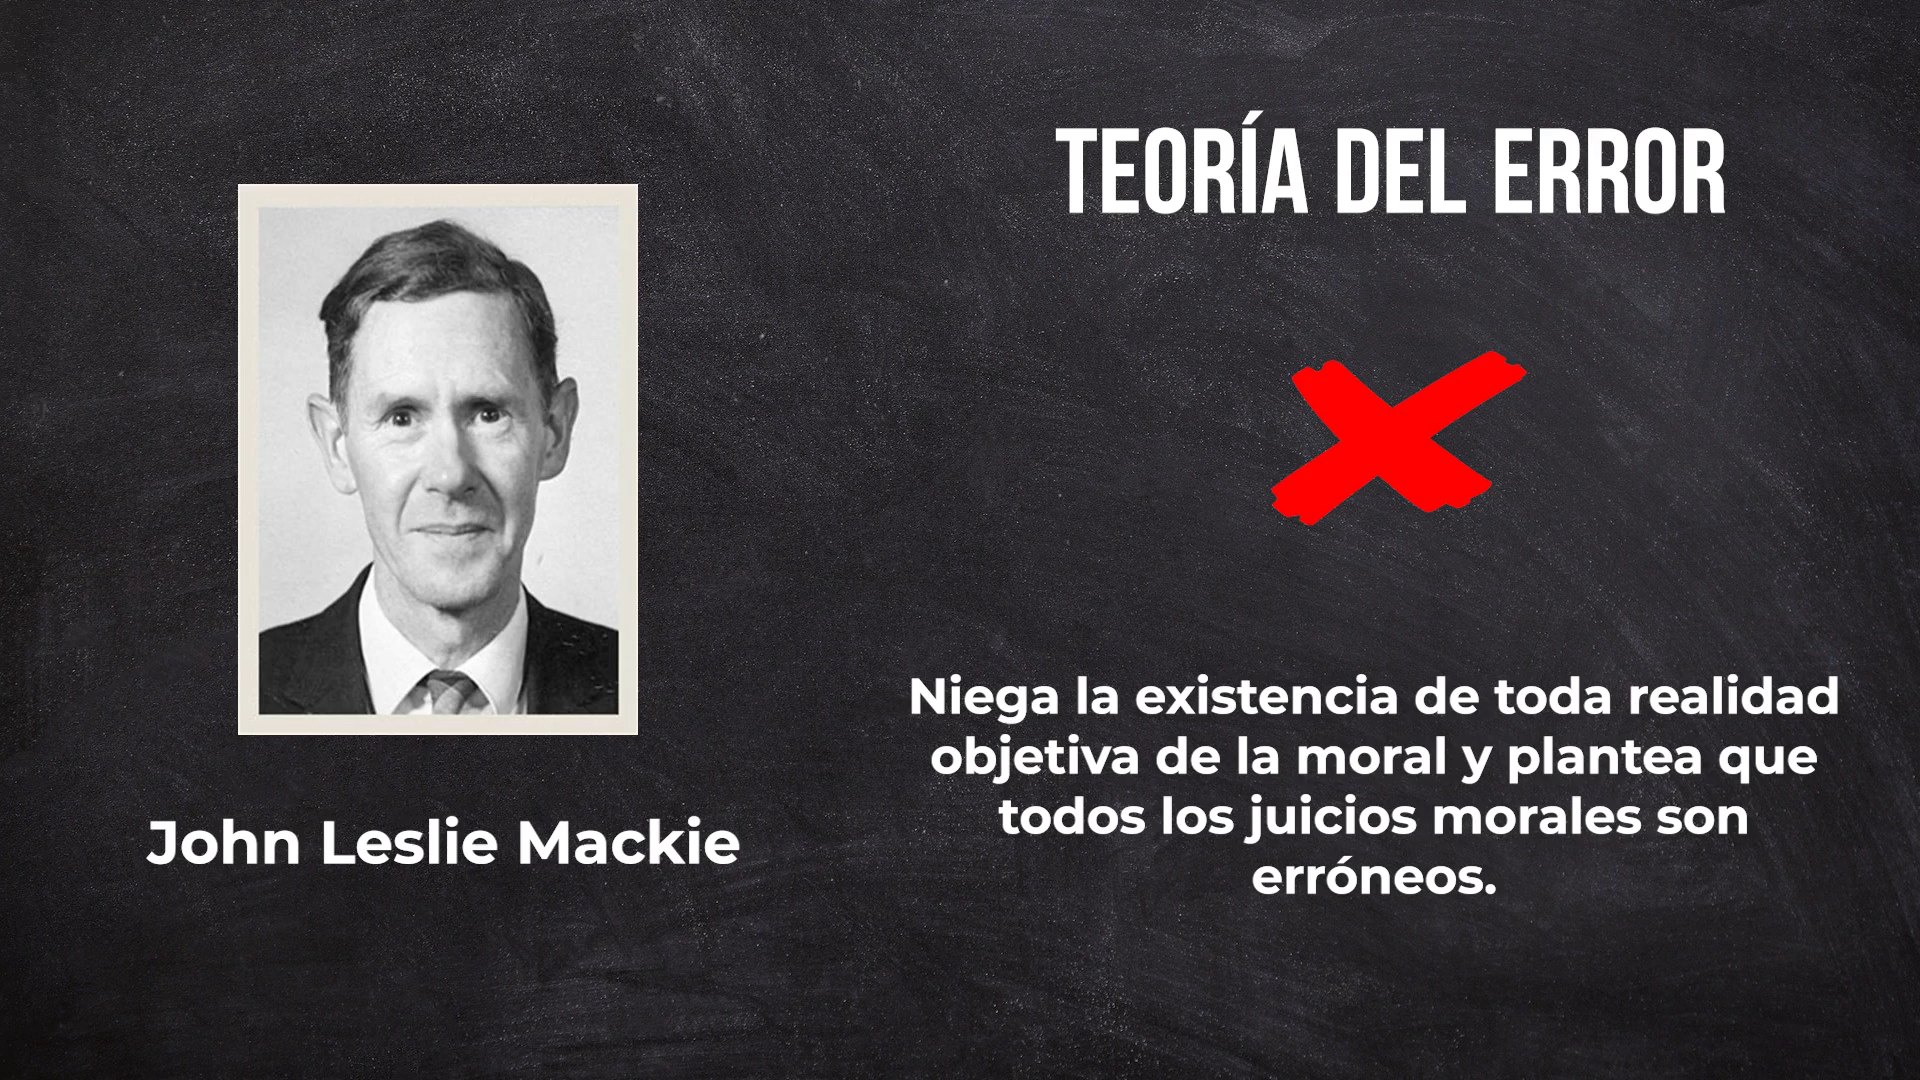 TEORÍA DEL ERROR
Niega la existencia de toda realidad
objetiva de la moral y plantea que
todos los juicios morales son
erróneos.
John Leslie Mackie